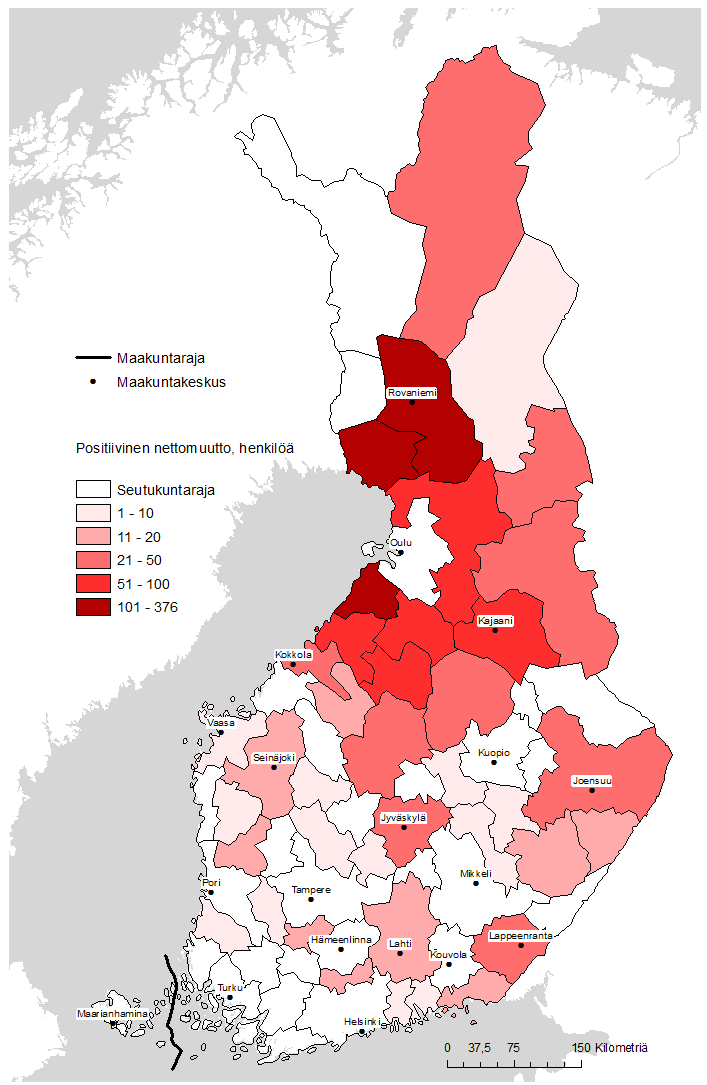 Maakuntaraja
Maakuntakeskus
Positiivinen nettomuutto, henkilöä
Seutukuntaraja
1 - 10
11 - 20
21 - 50
51 - 100
101 - 376
Rovaniemi
Oulu
Kajaani
Kokkola
Vaasa
Seinäjoki
Kuopio
Joensuu
Jyväskylä
Pori
Tampere
Mikkeli
Hämeenlinna
Lahti
Kouvola
Lappeenranta
Turku
Maarianhamina
Helsinki
0 37,5 75 150 Kilometriä